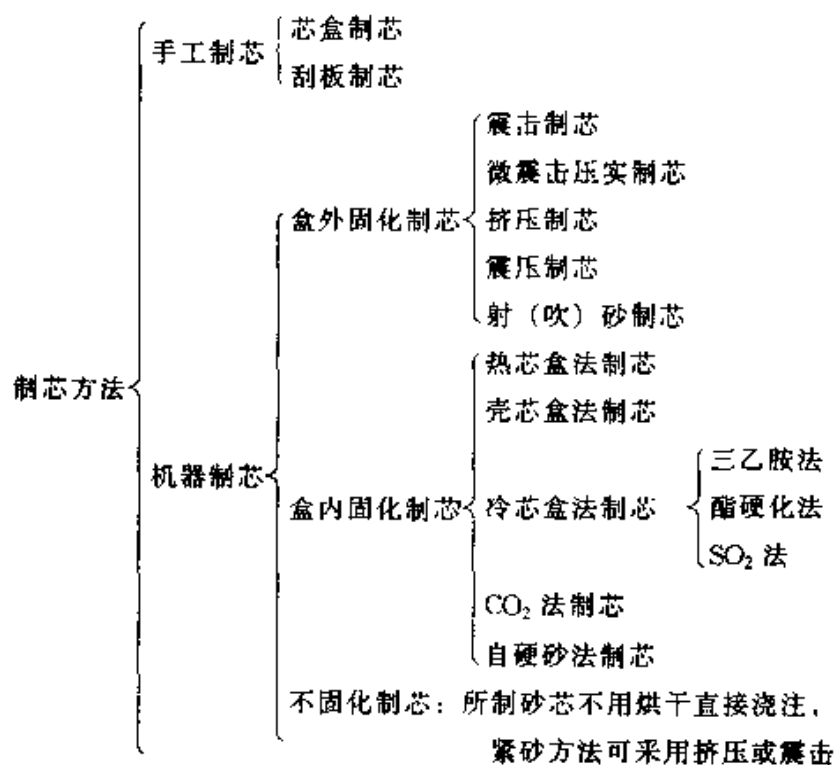 芯盒制芯
手工制芯
刮板制芯
震击制芯
微震击压实制芯
盒外固化制芯
挤压制芯
震压制芯
射（吹）砂制芯
热芯盒法制芯
制芯方法
壳芯盒法制芯
三乙胺法
机器制芯
盒内固化制芯
冷芯盒法制芯
酯硬化法
SO₂ 法
CO₂ 法制芯
自硬砂法制芯
不固化制芯：所制砂芯不用烘干直接浇注，
紧砂方法可采用挤压或震击